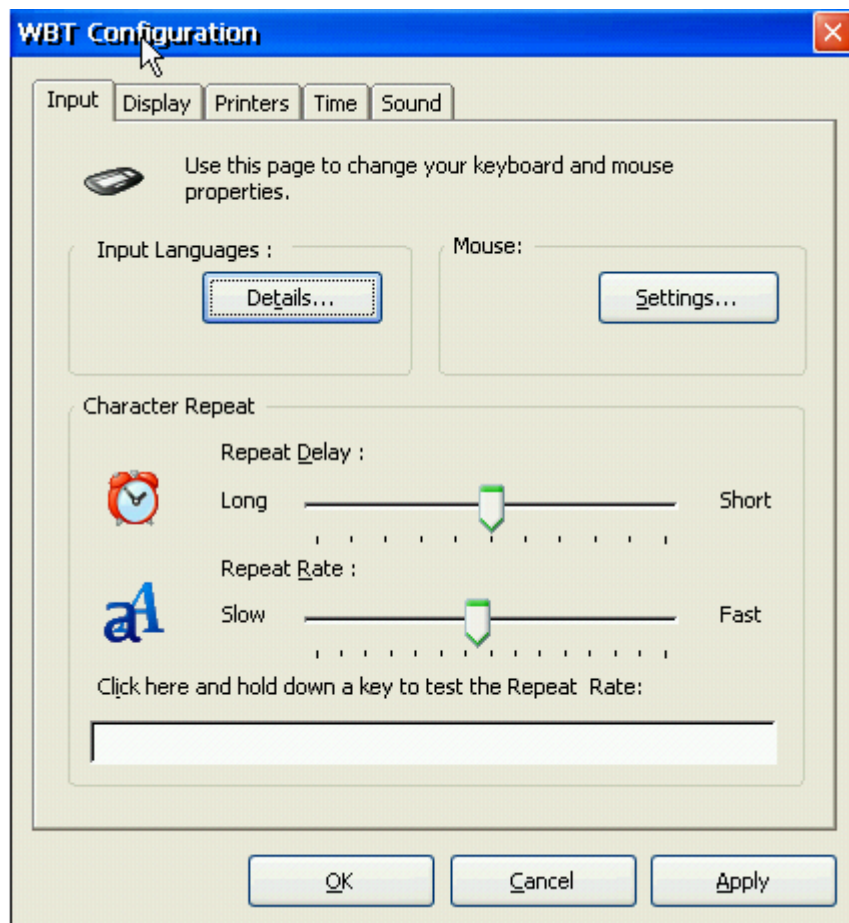 WBT Configuration
Input Display Printers Time Sound
Use this page to change your keyboard and mouse
properties.
Input Languages :
Mouse:
Details...
Settings...
Character Repeat
Repeat Delay :
Long
Short
Repeat Rate :
Slow
Fast
Click here and hold down a key to test the Repeat Rate:
OK Cancel Apply